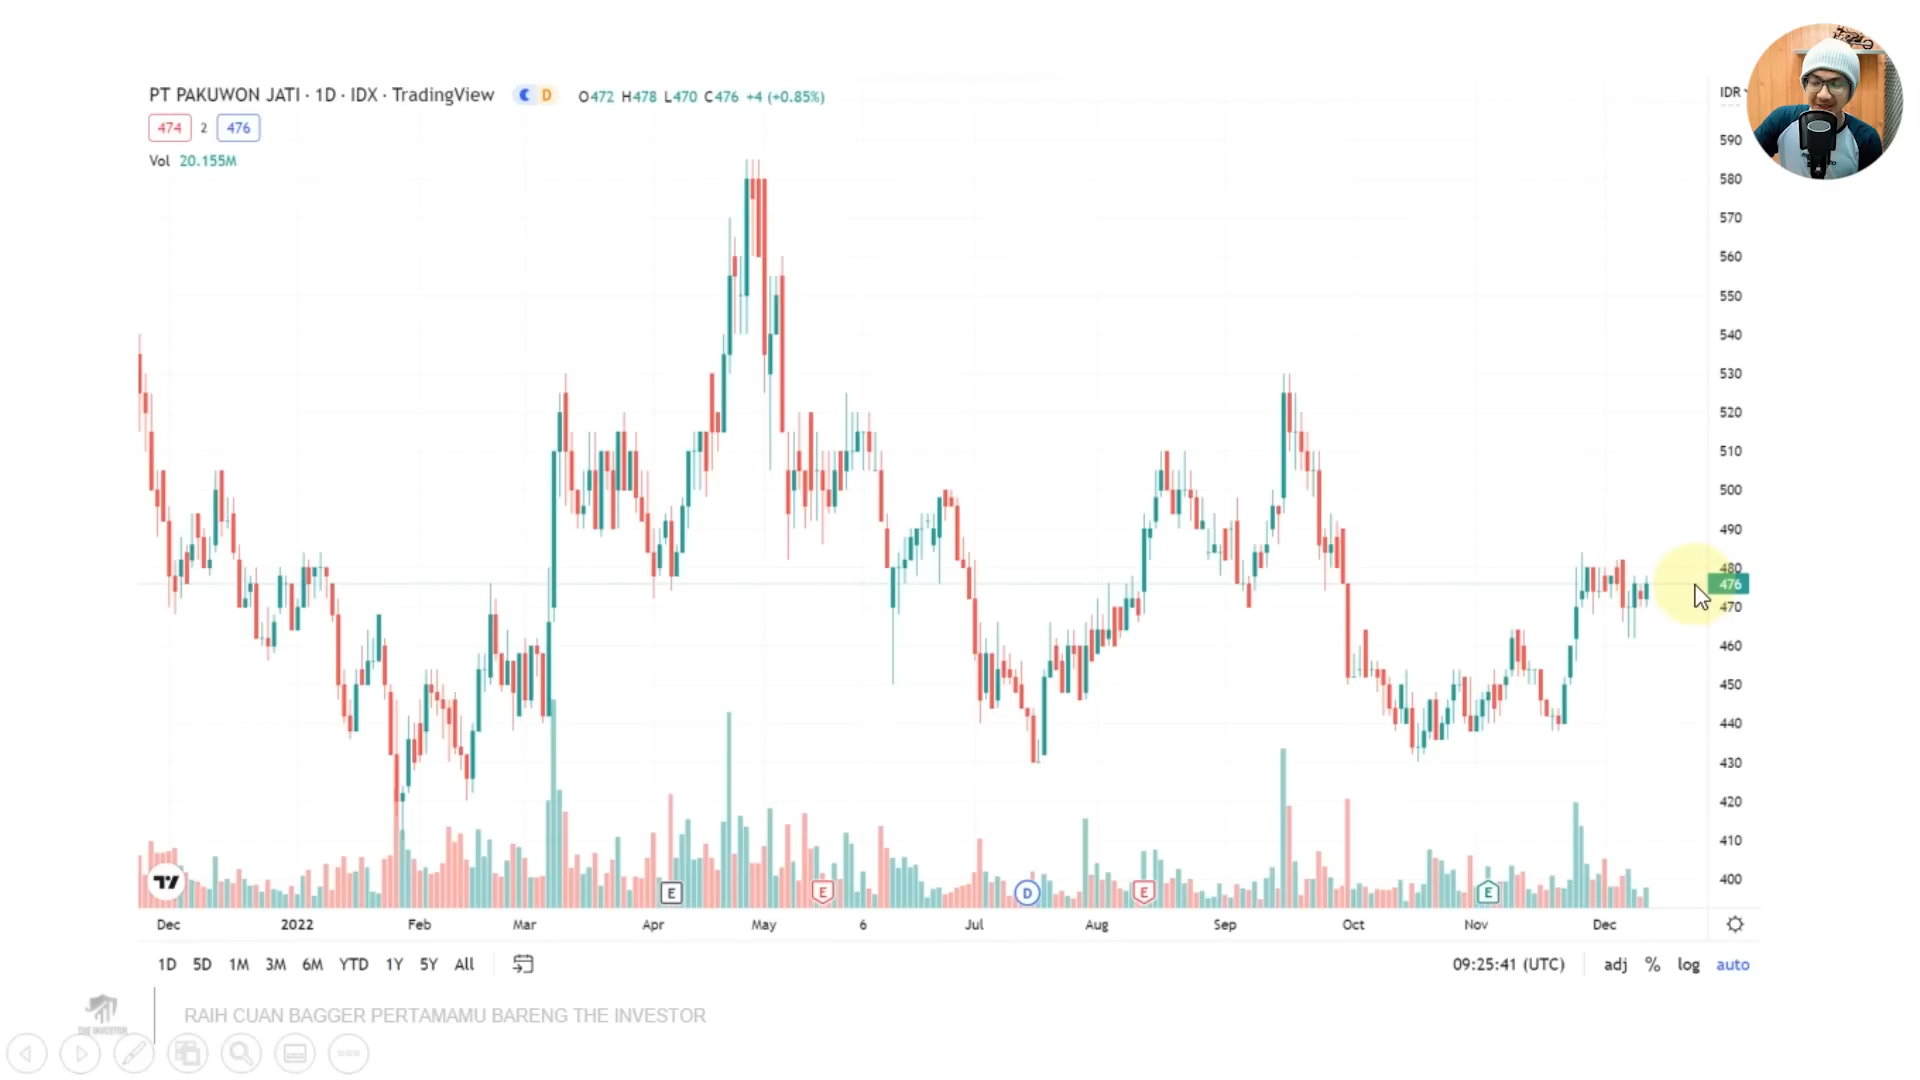 PT PAKUWON JATI · 1D · IDX · TradingView D O472 H478 L470 C476 +4 (+0.85%)
IDR
474 2 476
Vol 20.155M
590
580
570
560
550
540
530
520
510
500
490
480
476
470
460
450
440
430
420
410
400
E E D E E
Dec 2022 Feb Mar Apr May 6 Jul Aug Sep Oct Nov Dec
1D 5D 1M 3M 6M YTD 1Y 5Y All 09:25:41 (UTC) adj % log auto
THE INVESTOR
RAIH CUAN BAGGER PERTAMAMU BARENG THE INVESTOR